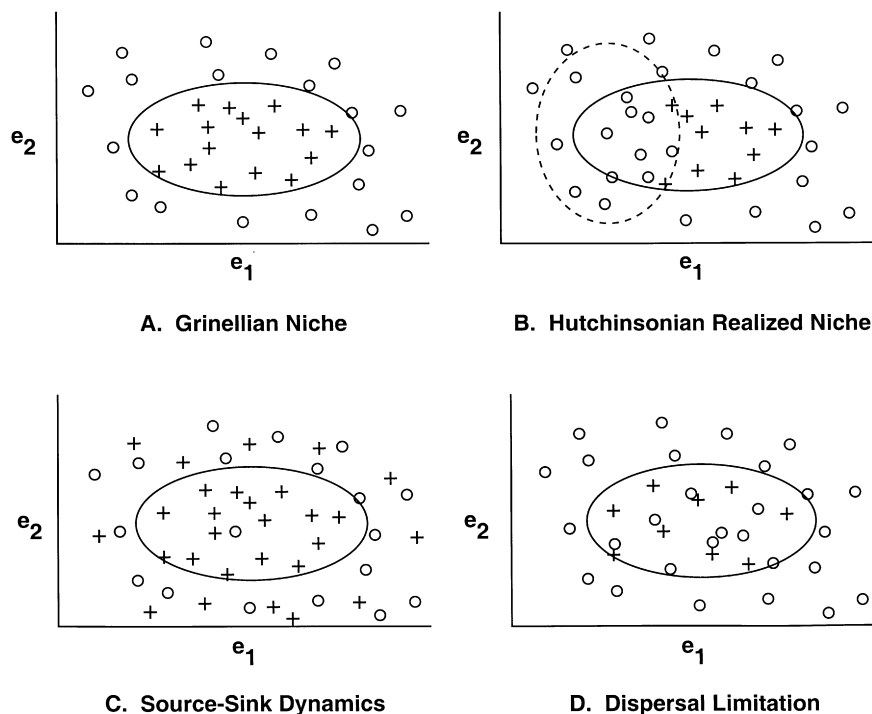 e2
e1
A. Grinellian Niche
e2
e1
B. Hutchinsonian Realized Niche
e2
e1
C. Source-Sink Dynamics
e2
e1
D. Dispersal Limitation